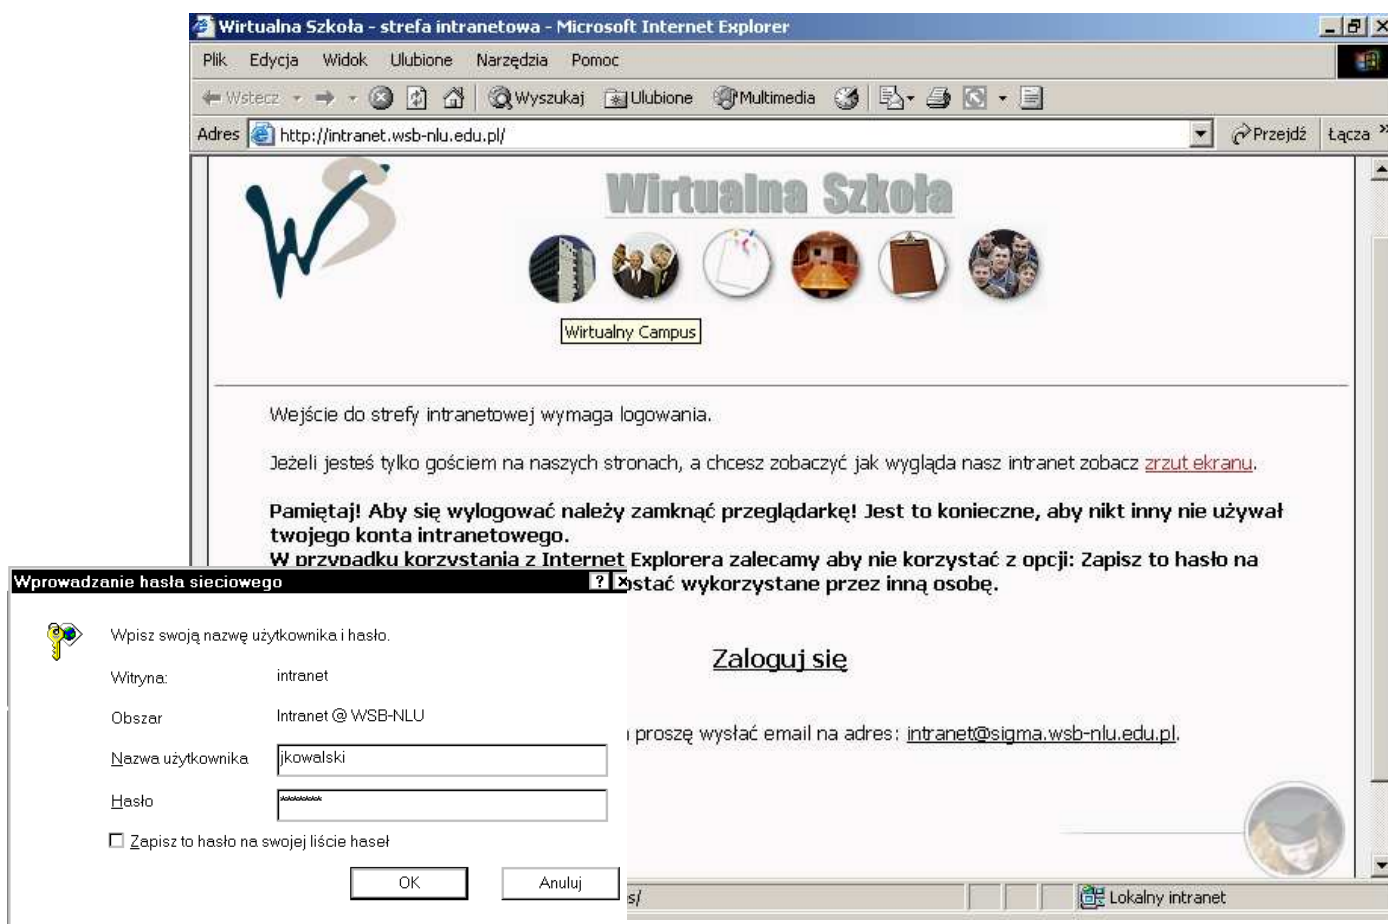 Wirtualna Szkoła - strefa intranetowa - Microsoft Internet Explorer
Plik Edycja Widok Ulubione Narzędzia Pomoc
Wstecz Wyszukaj Ulubione Multimedia
Adres http://intranet.wsb-nlu.edu.pl/ Przejdź Łącza »
WS
Wirtualna Szkoła
Wirtualny Campus
Wejście do strefy intranetowej wymaga logowania.
Jeżeli jesteś tylko gościem na naszych stronach, a chcesz zobaczyć jak wygląda nasz intranet zobacz zrzut ekranu.
Pamiętaj! Aby się wylogować należy zamknąć przeglądarkę! Jest to konieczne, aby nikt inny nie używał
twojego konta intranetowego.
W przypadku korzystania z Internet Explorera zalecamy aby nie korzystać z opcji: Zapisz to hasło na
ostać wykorzystane przez inną osobę.
Zaloguj się
proszę wysłać email na adres: intranet@sigma.wsb-nlu.edu.pl.
s/ Lokalny intranet
Wprowadzanie hasła sieciowego
Wpisz swoją nazwę użytkownika i hasło.
Witryna: intranet
Obszar Intranet @ WSB-NLU
Nazwa użytkownika jkowalski
Hasło ********
Zapisz to hasło na swojej liście haseł
OK Anuluj